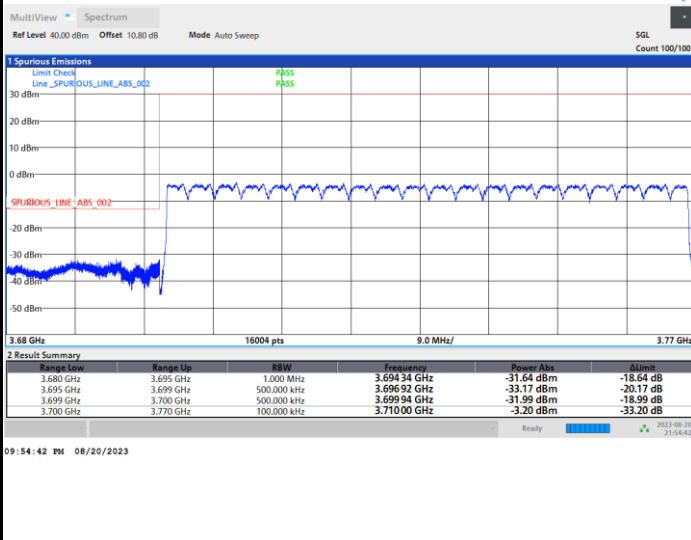 MultiView Spectrum
Ref Level 40.00 dBm Offset 10.80 dB Mode Auto Sweep SGL
Count 100/100
1 Spurious Emissions
Limit Check PASS
Line _SPURIOUS_LINE_ABS_002 PASS
30 dBm
20 dBm
10 dBm
0 dBm
SPURIOUS_LINE_ABS_002
-20 dBm
-30 dBm
-40 dBm
-50 dBm
3.68 GHz 16004 pts 9.0 MHz/ 3.77 GHz
2 Result Summary
Range Low Range Up RBW Frequency Power Abs ΔLimit
3.680 GHz 3.695 GHz 1.000 MHz 3.694 34 GHz -31.64 dBm -18.64 dB
3.695 GHz 3.699 GHz 500.000 kHz 3.696 92 GHz -33.17 dBm -20.17 dB
3.699 GHz 3.700 GHz 500.000 kHz 3.699 94 GHz -31.99 dBm -18.99 dB
3.700 GHz 3.770 GHz 100.000 kHz 3.710 00 GHz -3.20 dBm -33.20 dB
Ready 2023-08-20
21:54:42
09:54:42 PM 08/20/2023